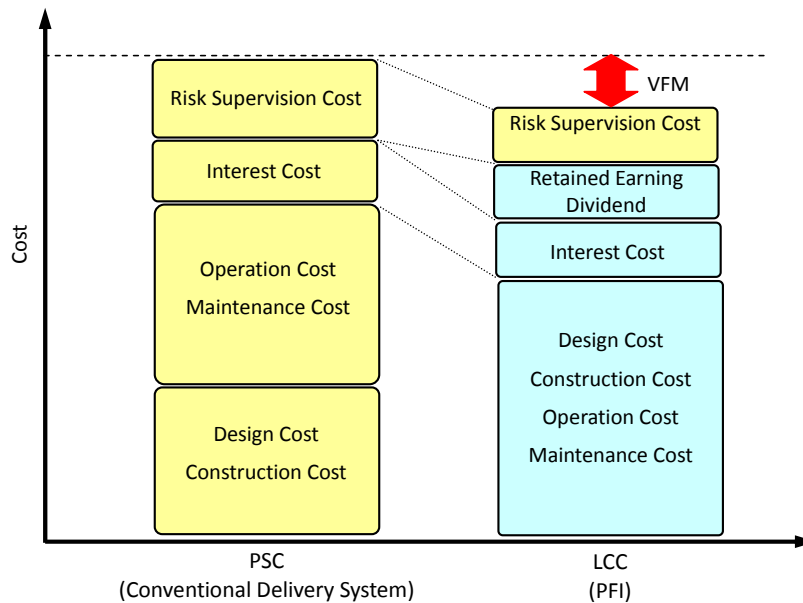 Cost
Risk Supervision Cost
Interest Cost
Operation Cost
Maintenance Cost
Design Cost
Construction Cost
PSC
(Conventional Delivery System)
VFM
Risk Supervision Cost
Retained Earning
Dividend
Interest Cost
Design Cost
Construction Cost
Operation Cost
Maintenance Cost
LCC
(PFI)